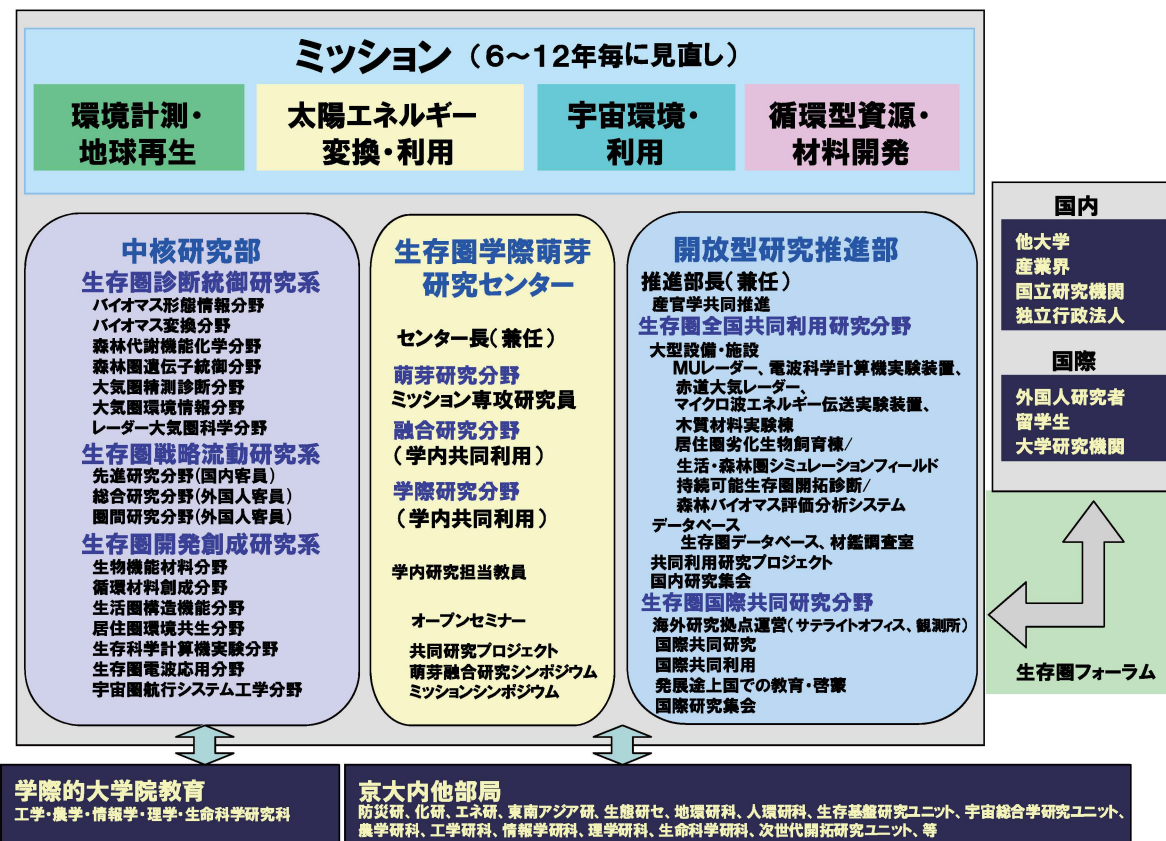 ミッション（6〜12年毎に見直し）
環境計測・
地球再生
太陽エネルギー
変換・利用
宇宙環境・
利用
循環型資源・
材料開発
中核研究部
生存圏診断統御研究系
バイオマス形態情報分野
バイオマス変換分野
森林代謝機能化学分野
森林圏遺伝子統御分野
大気圏精測診断分野
大気圏環境情報分野
レーダー大気圏科学分野
生存圏戦略流動研究系
先進研究分野(国内客員)
総合研究分野(外国人客員)
圏間研究分野(外国人客員)
生存圏開発創成研究系
生物機能材料分野
循環材料創成分野
生活圏構造機能分野
居住圏環境共生分野
生存科学計算機実験分野
生存圏電波応用分野
宇宙圏航行システム工学分野
生存圏学際萌芽
研究センター
センター長（兼任）
萌芽研究分野
ミッション専攻研究員
融合研究分野
（学内共同利用）
学際研究分野
（学内共同利用）
学内研究担当教員
オープンセミナー
共同研究プロジェクト
萌芽融合研究シンポジウム
ミッションシンポジウム
開放型研究推進部
推進部長（兼任）
産官学共同推進
生存圏全国共同利用研究分野
大型設備・施設
MUレーダー、電波科学計算機実験装置、
赤道大気レーダー、
マイクロ波エネルギー伝送実験装置、
木質材料実験棟
居住圏劣化生物飼育棟/
生活・森林圏シミュレーションフィールド
持続可能生存圏開拓診断/
森林バイオマス評価分析システム
データベース
生存圏データベース、材鑑調査室
共同利用研究プロジェクト
国内研究集会
生存圏国際共同研究分野
海外研究拠点運営（サテライトオフィス、観測所）
国際共同研究
国際共同利用
発展途上国での教育・啓蒙
国際研究集会
国内
他大学
産業界
国立研究機関
独立行政法人
国際
外国人研究者
留学生
大学研究機関
生存圏フォーラム
学際的大学院教育
工学・農学・情報学・理学・生命科学研究科
京大内他部局
防災研、化研、エネ研、東南アジア研、生態研セ、地環研科、人環研科、生存基盤研究ユニット、宇宙総合学研究ユニット、
農学研科、工学研科、情報学研科、理学研科、生命科学研科、次世代開拓研究ユニット、等